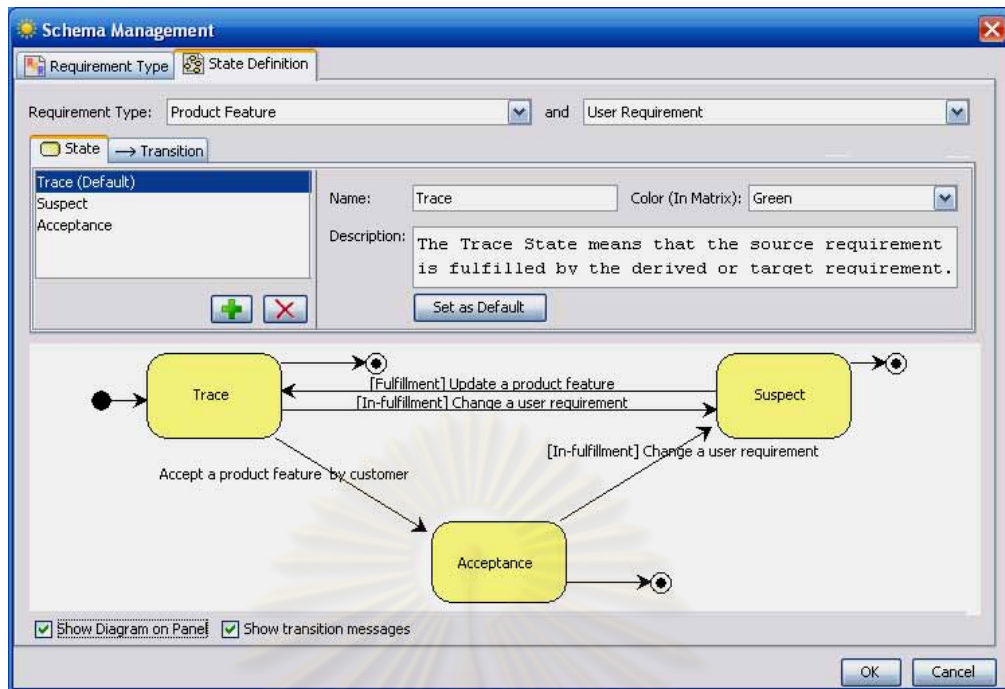 Schema Management
Requirement Type State Definition
Requirement Type: Product Feature and User Requirement
State Transition
Trace (Default)
Suspect
Acceptance
Name: Trace Color (In Matrix): Green
Description: The Trace State means that the source requirement
is fulfilled by the derived or target requirement.
Set as Default
Trace
[Fulfillment] Update a product feature
[In-fulfillment] Change a user requirement
Suspect
[In-fulfillment] Change a user requirement
Accept a product feature by customer
Acceptance
Show Diagram on Panel Show transition messages
OK Cancel